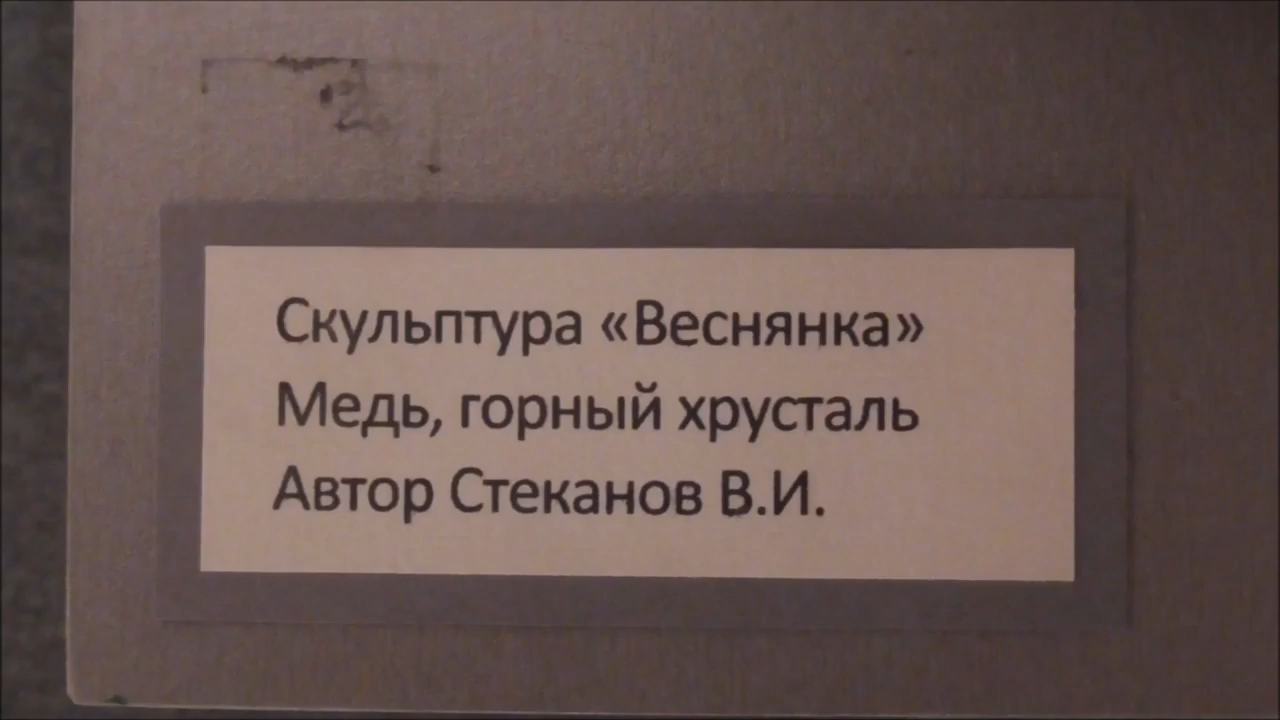 Скульптура «Веснянка»
Медь, горный хрусталь
Автор Стеканов В.И.